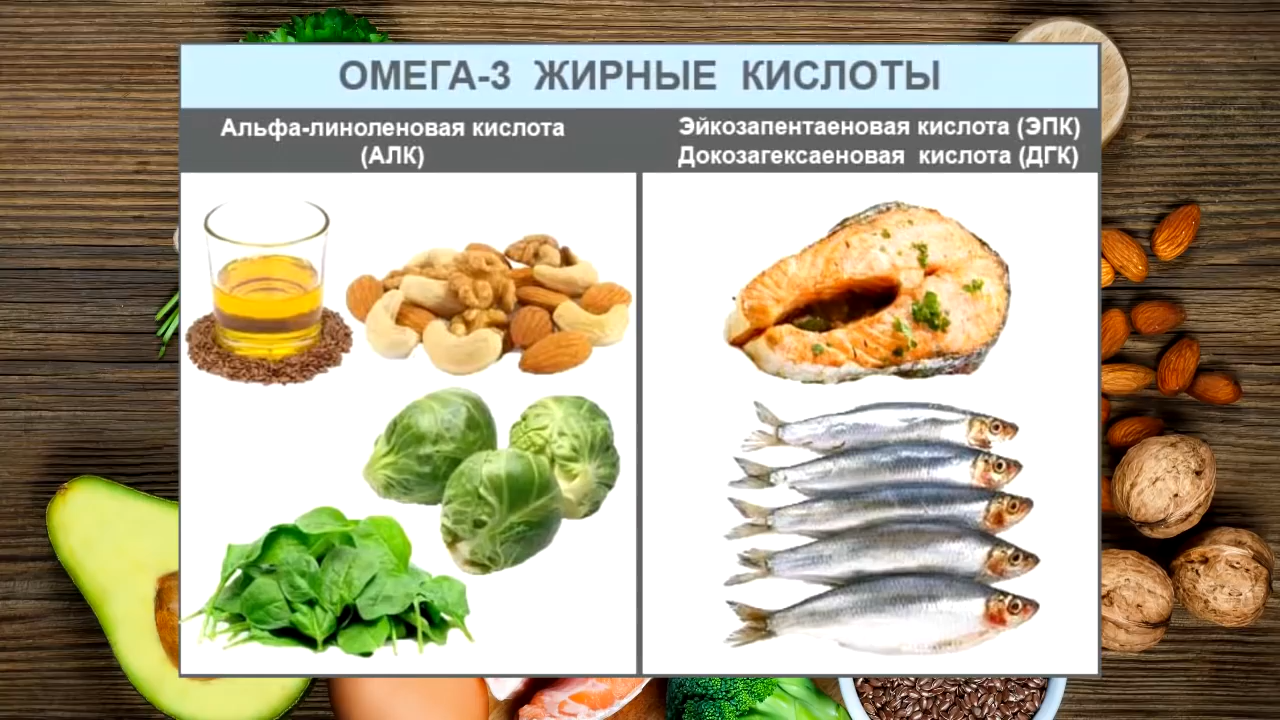 ОМЕГА-3 ЖИРНЫЕ КИСЛОТЫ
Альфа-линоленовая кислота
(АЛК)
Эйкозапентаеновая кислота (ЭПК)
Докозагексаеновая кислота (ДГК)